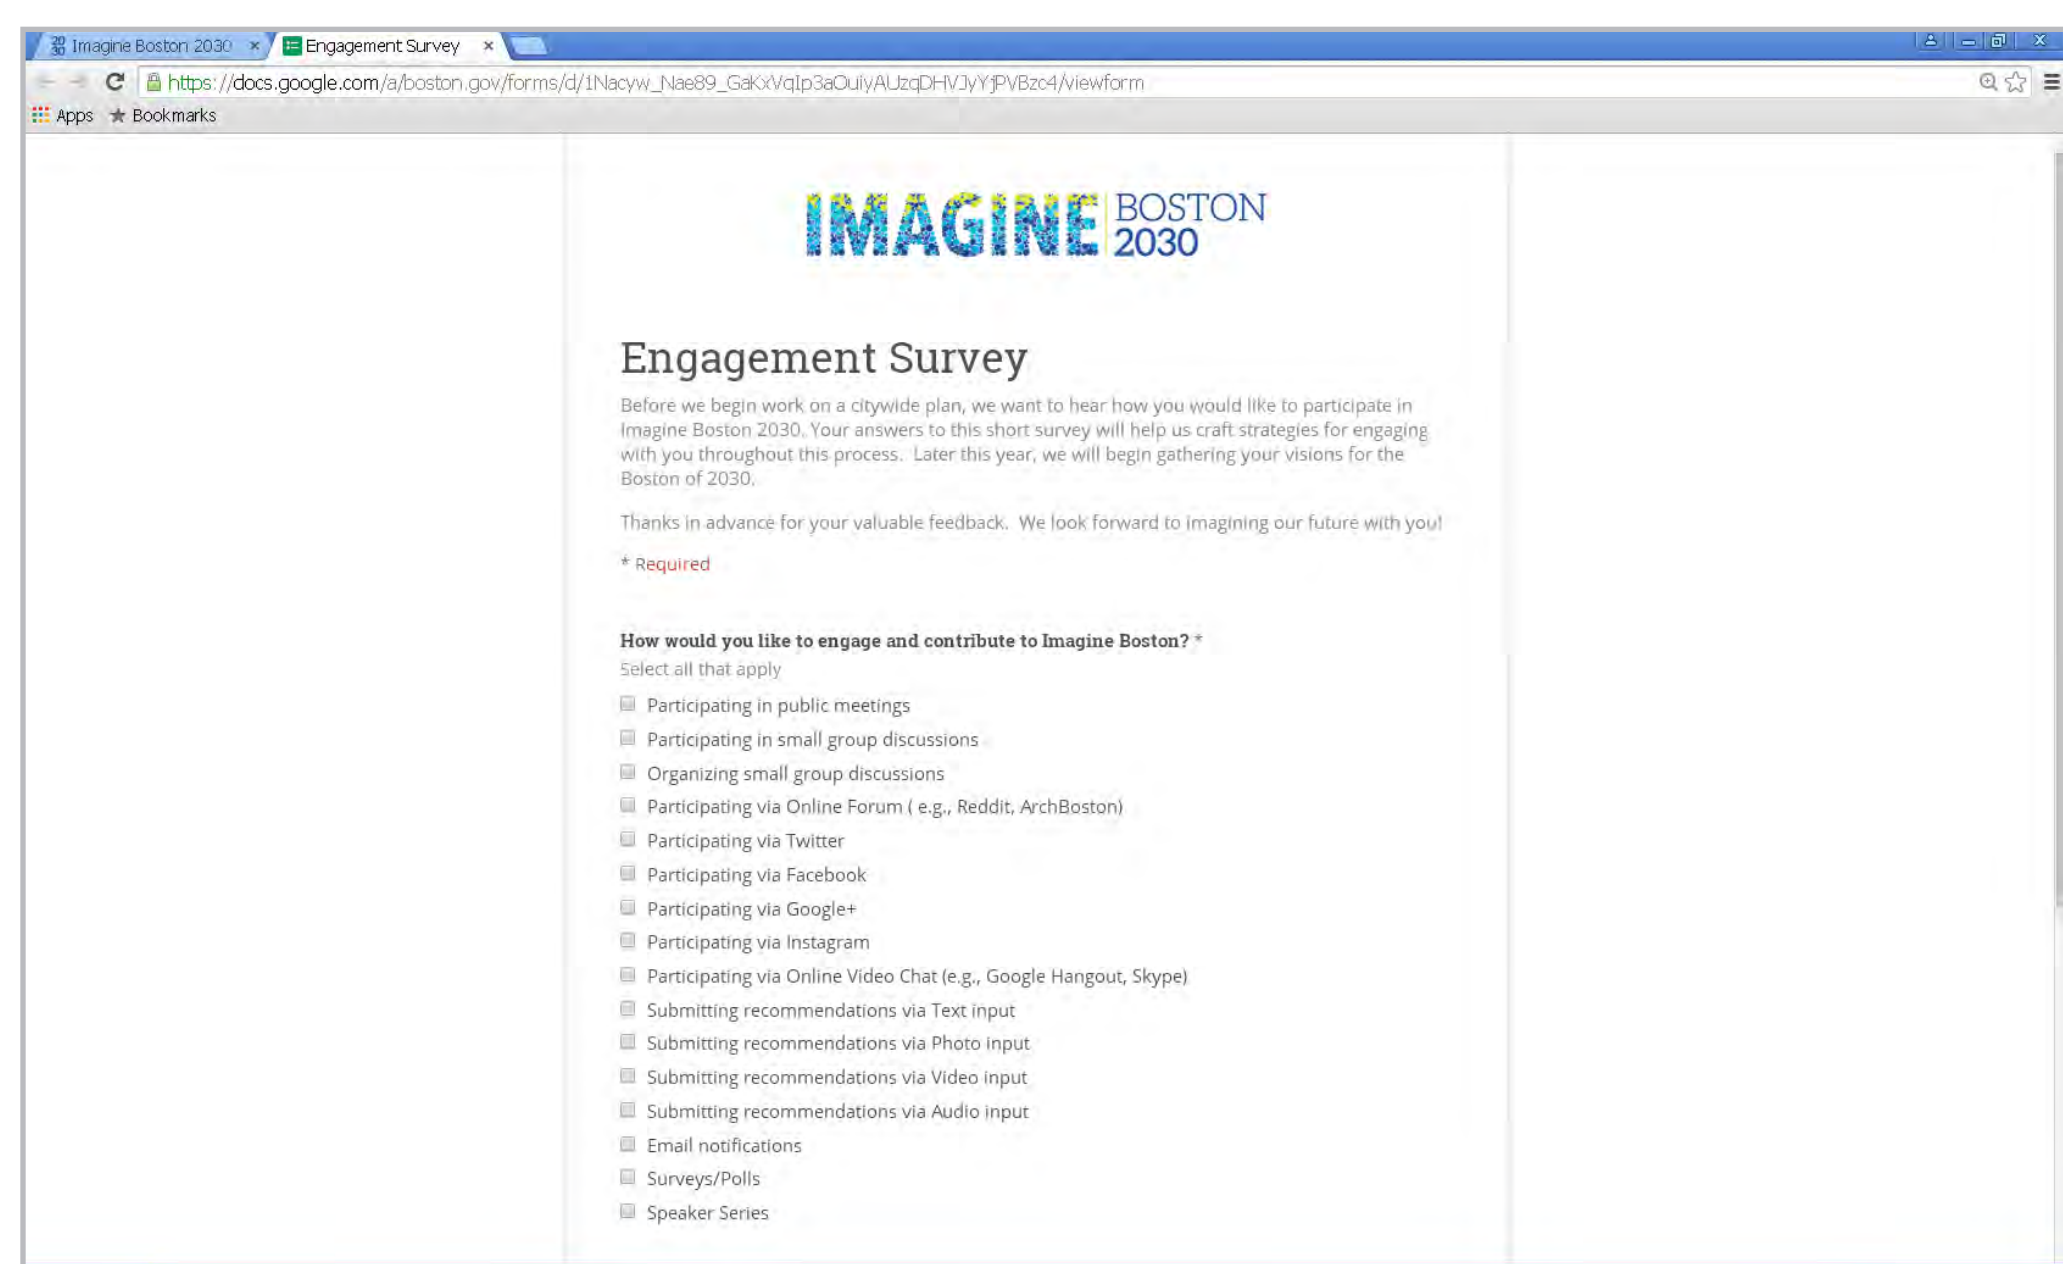 Imagine Boston 2030
Engagement Survey
https://docs.google.com/a/boston.gov/forms/d/1Nacyw_Nae89_GaKxVqIp3aOuiyAUzqDHVJyYjPVBzc4/viewform
Apps Bookmarks
IMAGINE BOSTON 2030
Engagement Survey
Before we begin work on a citywide plan, we want to hear how you would like to participate in
Imagine Boston 2030. Your answers to this short survey will help us craft strategies for engaging
with you throughout this process. Later this year, we will begin gathering your visions for the
Boston of 2030.
Thanks in advance for your valuable feedback. We look forward to imagining our future with you!
* Required
How would you like to engage and contribute to Imagine Boston? *
Select all that apply
Participating in public meetings
Participating in small group discussions
Organizing small group discussions
Participating via Online Forum ( e.g., Reddit, ArchBoston)
Participating via Twitter
Participating via Facebook
Participating via Google+
Participating via Instagram
Participating via Online Video Chat (e.g., Google Hangout, Skype)
Submitting recommendations via Text input
Submitting recommendations via Photo input
Submitting recommendations via Video input
Submitting recommendations via Audio input
Email notifications
Surveys/Polls
Speaker Series